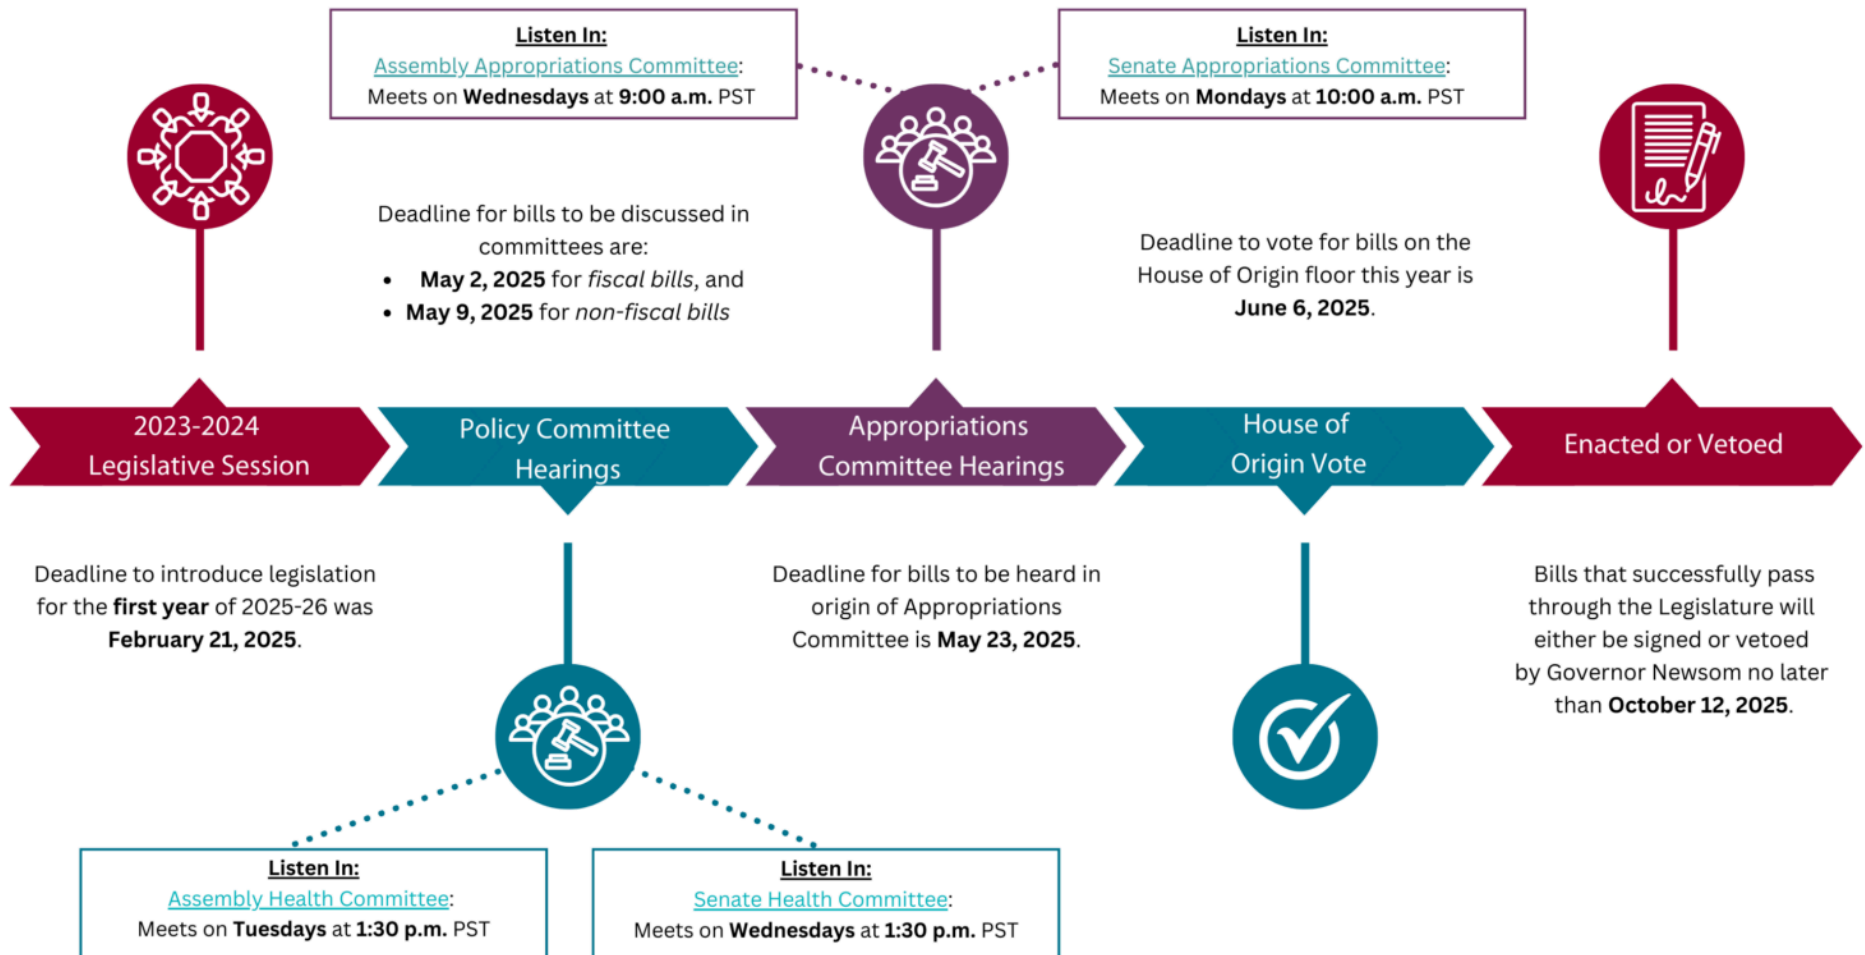 Listen In:
Assembly Appropriations Committee:
Meets on Wednesdays at 9:00 a.m. PST
Listen In:
Senate Appropriations Committee:
Meets on Mondays at 10:00 a.m. PST
Deadline for bills to be discussed in
committees are:
• May 2, 2025 for fiscal bills, and
• May 9, 2025 for non-fiscal bills
Deadline to vote for bills on the
House of Origin floor this year is
June 6, 2025.
2023-2024
Legislative Session
Policy Committee
Hearings
Appropriations
Committee Hearings
House of
Origin Vote
Enacted or Vetoed
Deadline to introduce legislation
for the first year of 2025-26 was
February 21, 2025.
Deadline for bills to be heard in
origin of Appropriations
Committee is May 23, 2025.
Bills that successfully pass
through the Legislature will
either be signed or vetoed
by Governor Newsom no later
than October 12, 2025.
Listen In:
Assembly Health Committee:
Meets on Tuesdays at 1:30 p.m. PST
Listen In:
Senate Health Committee:
Meets on Wednesdays at 1:30 p.m. PST